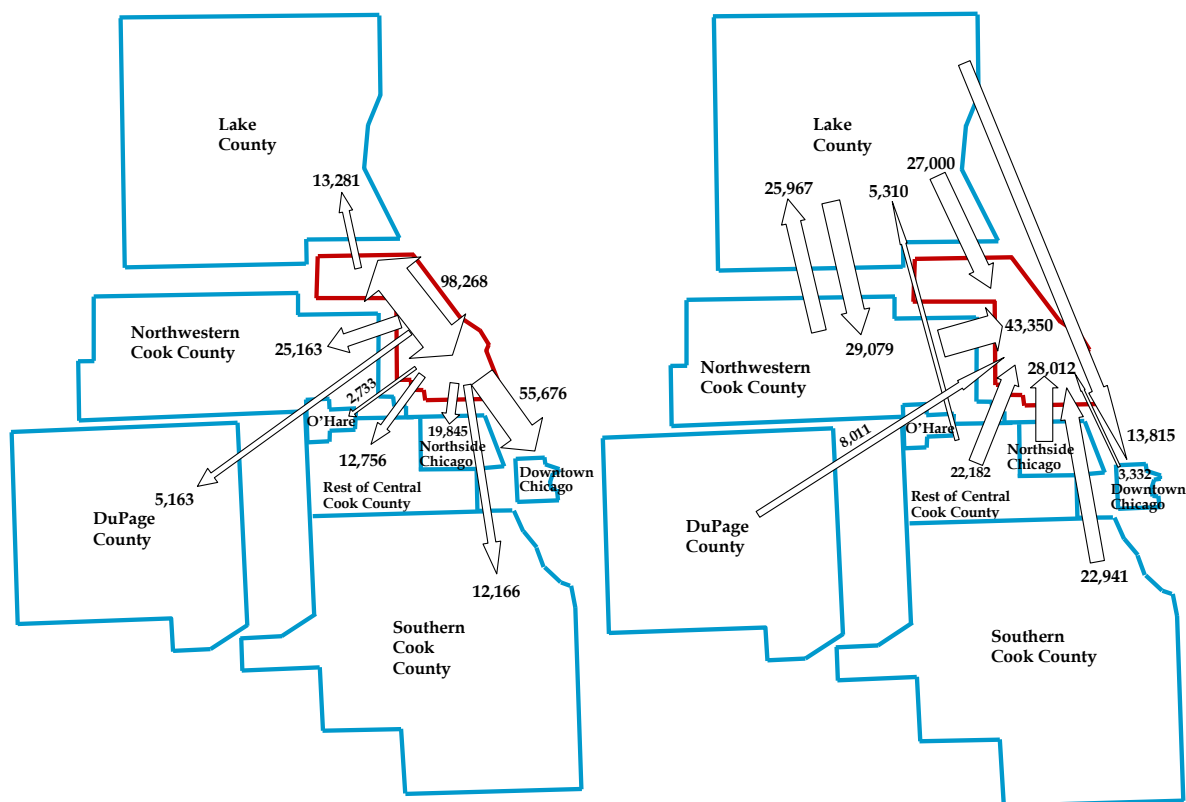 Lake
County
13,281
98,268
Northwestern
Cook County
25,163
2,733
55,676
O'Hare
19,845
Northside
Chicago
12,756
Downtown
Chicago
5,163
Rest of Central
Cook County
DuPage
County
12,166
Southern
Cook
County
Lake
County
27,000
25,967
5,310
43,350
29,079
Northwestern
Cook County
28,012
8,011
O'Hare
13,815
Northside
Chicago
22,182
3,332
Downtown
Chicago
Rest of Central
Cook County
DuPage
County
22,941
Southern
Cook County